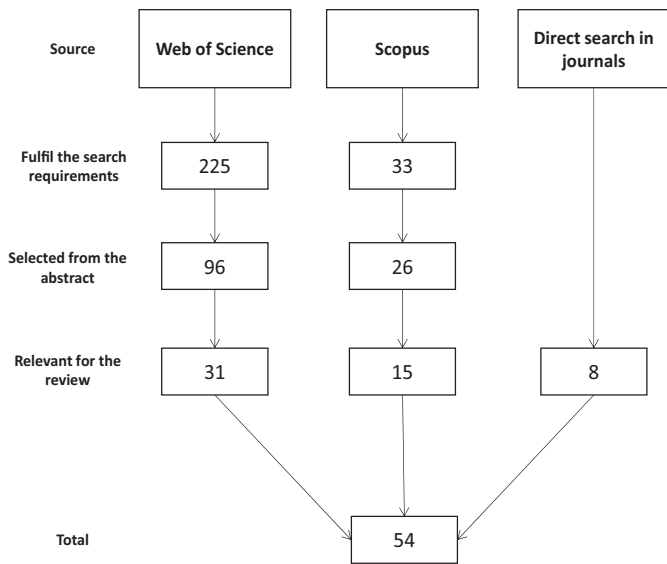 Source
Web of Science
Scopus
Direct search in
journals
Fulfil the search
requirements
225
33
Selected from the
abstract
96
26
Relevant for the
review
31
15
8
Total
54